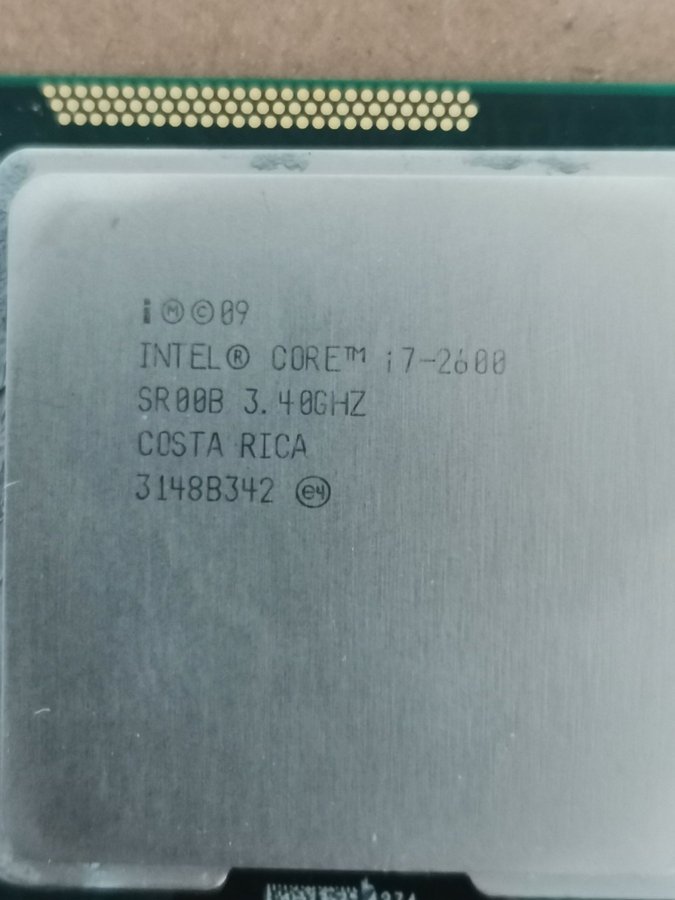 i Ⓜ © 09
INTEL® CORE™ i7-2600
SR00B 3.40GHZ
COSTA RICA
3148B342 e4